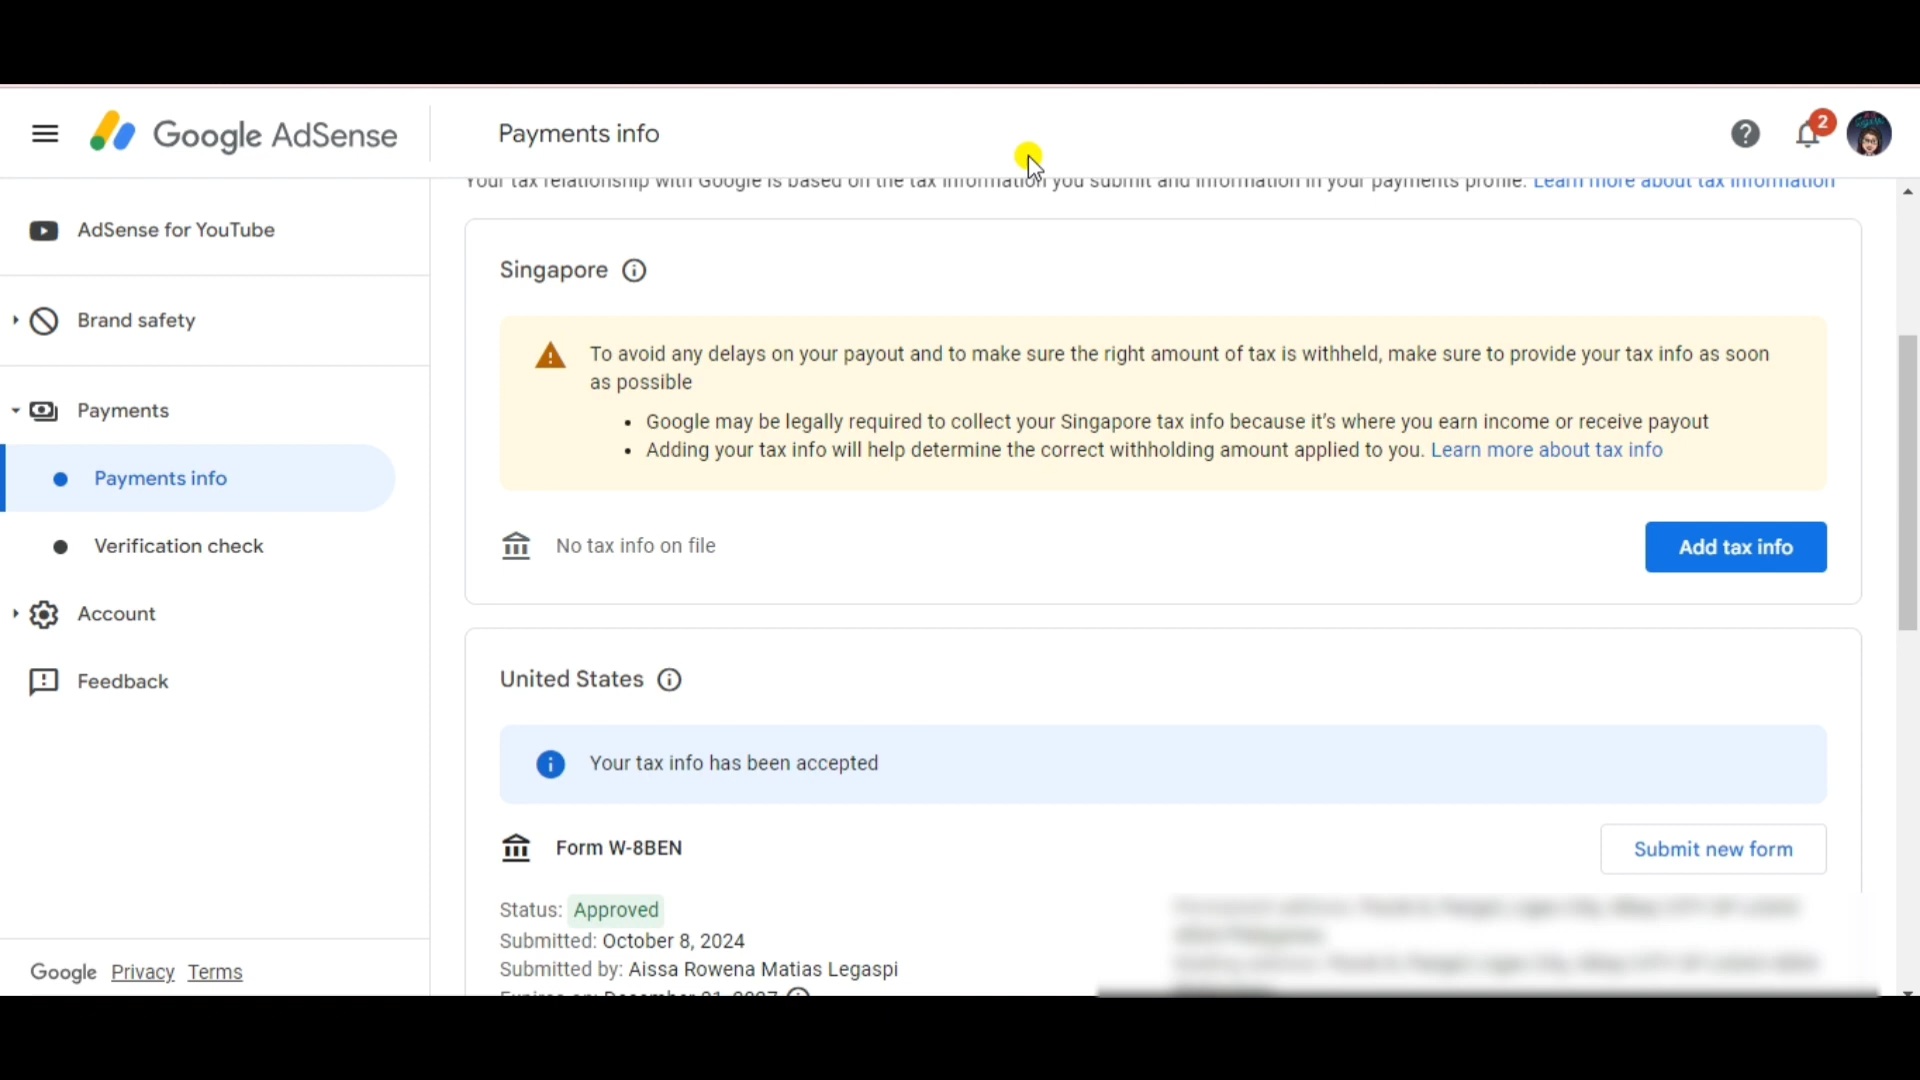 Google AdSense
Payments info
2
Your tax relationship with Google is based on the tax information you submit and information in your payments profile. Learn more about tax information
AdSense for YouTube
Brand safety
Payments
Payments info
Verification check
Account
Feedback
Google Privacy Terms
Singapore
To avoid any delays on your payout and to make sure the right amount of tax is withheld, make sure to provide your tax info as soon
as possible
• Google may be legally required to collect your Singapore tax info because it's where you earn income or receive payout
• Adding your tax info will help determine the correct withholding amount applied to you. Learn more about tax info
No tax info on file
Add tax info
United States
Your tax info has been accepted
Form W-8BEN
Submit new form
Status: Approved
Submitted: October 8, 2024
Submitted by: Aissa Rowena Matias Legaspi
Expires on: December 31, 2027